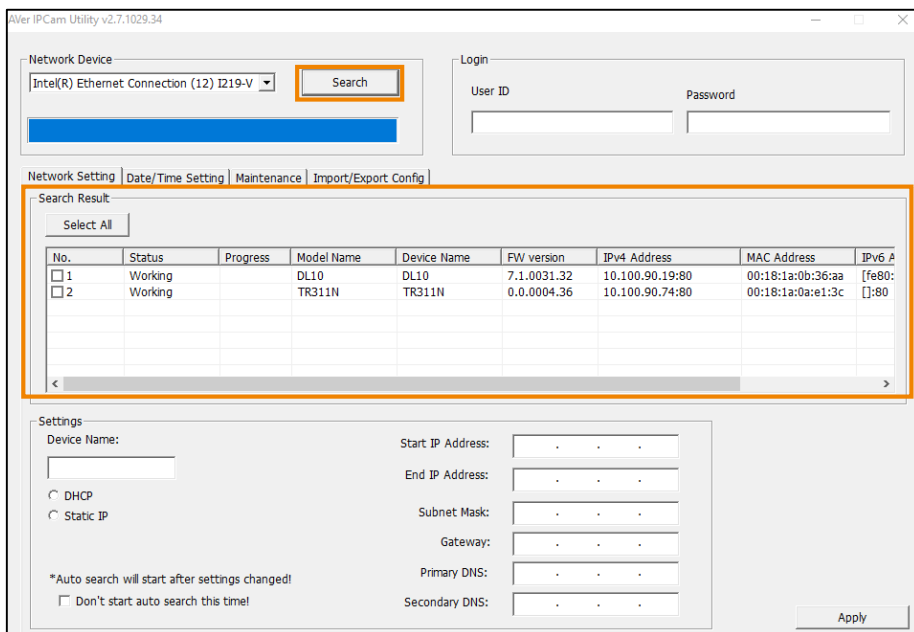 AVer IPCam Utility v2.7.1029.34
Network Device
Intel(R) Ethernet Connection (12) I219-V
Search
Login
User ID
Password
Network Setting Date/Time Setting Maintenance Import/Export Config
Search Result
Select All
No. Status Progress Model Name Device Name FW version IPv4 Address MAC Address IPv6 A
1 Working DL10 DL10 7.1.0031.32 10.100.90.19:80 00:18:1a:0b:36:aa [fe80:
2 Working TR311N TR311N 0.0.0004.36 10.100.90.74:80 00:18:1a:0a:e1:3c []:80
Settings
Device Name:
DHCP
Static IP
*Auto search will start after settings changed!
Don't start auto search this time!
Start IP Address:
End IP Address:
Subnet Mask:
Gateway:
Primary DNS:
Secondary DNS:
Apply